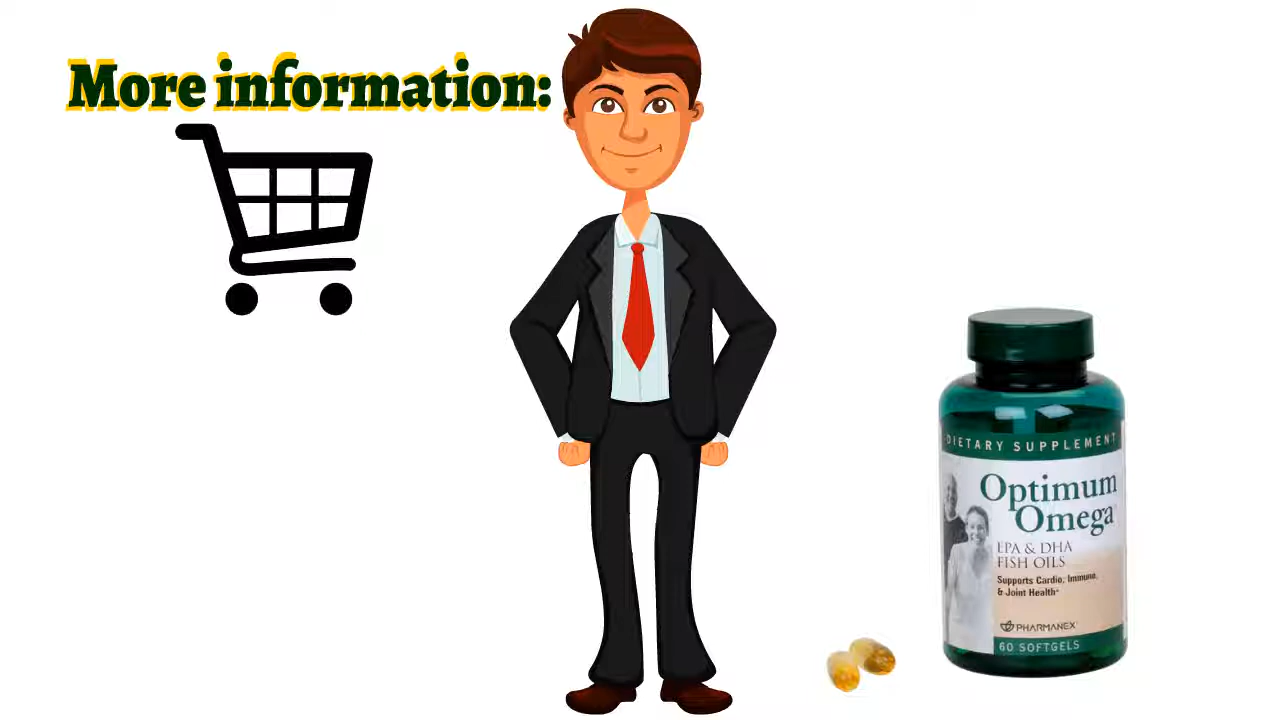 More information:
DIETARY SUPPLEMENT
Optimum
Omega
EPA & DHA
FISH OILS
Supports Cardio, Immune,
& Joint Health*
PHARMANEX
60 SOFTGELS